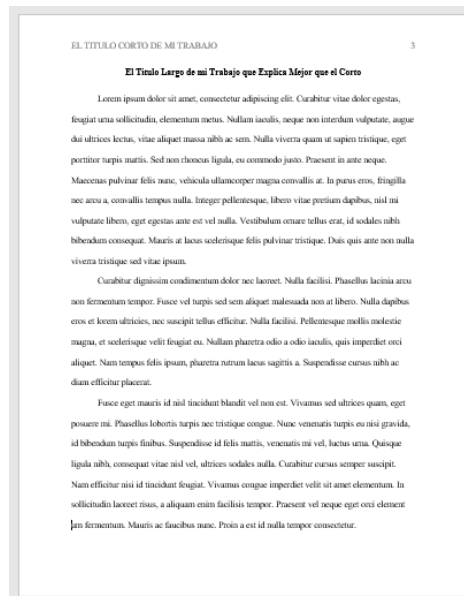 EL TITULO CORTO DE MI TRABAJO 3
El Titulo Largo de mi Trabajo que Explica Mejor que el Corto
Lorem ipsum dolor sit amet, consectetur adipiscing elit. Curabitur vitae dolor egestas,
feugiat urna sollicitudin, elementum metus. Nullam iaculis, neque non interdum vulputate, augue
dui ultrices lectus, vitae aliquet massa nibh ac sem. Nulla viverra quam ut sapien tristique, eget
porttitor turpis mattis. Sed non rhoncus ligula, eu commodo justo. Praesent in ante neque.
Maecenas pulvinar felis nunc, vehicula ullamcorper magna convallis at. In purus eros, fringilla
nec arcu a, convallis tempus nulla. Integer pellentesque, libero vitae pretium dapibus, nisl mi
vulputate libero, eget egestas ante est vel nulla. Vestibulum ornare tellus erat, id sodales nibh
bibendum consequat. Mauris at lacus scelerisque felis pulvinar tristique. Duis quis ante non nulla
viverra tristique sed vitae ipsum.
Curabitur dignissim condimentum dolor nec laoreet. Nulla facilisi. Phasellus lacinia arcu
non fermentum tempor. Fusce vel turpis sed sem aliquet malesuada non at libero. Nulla dapibus
eros et lorem ultricies, nec suscipit tellus efficitur. Nulla facilisi. Pellentesque mollis molestie
magna, et scelerisque velit feugiat eu. Nullam pharetra odio a odio iaculis, quis imperdiet orci
aliquet. Nam tempus felis ipsum, pharetra rutrum lacus sagittis a. Suspendisse cursus nibh ac
diam efficitur placerat.
Fusce eget mauris id nisl tincidunt blandit vel non est. Vivamus sed ultrices quam, eget
posuere mi. Phasellus lobortis turpis nec tristique congue. Nunc venenatis turpis eu nisi gravida,
id bibendum turpis finibus. Suspendisse id felis mattis, venenatis mi vel, luctus urna. Quisque
ligula nibh, consequat vitae nisl vel, ultrices sodales nulla. Curabitur cursus semper suscipit.
Nam efficitur nisi id tincidunt feugiat. Vivamus congue imperdiet velit sit amet elementum. In
sollicitudin laoreet risus, a aliquam enim facilisis tempor. Praesent vel neque eget orci element
um fermentum. Mauris ac faucibus nunc. Proin a est id nulla tempor consectetur.